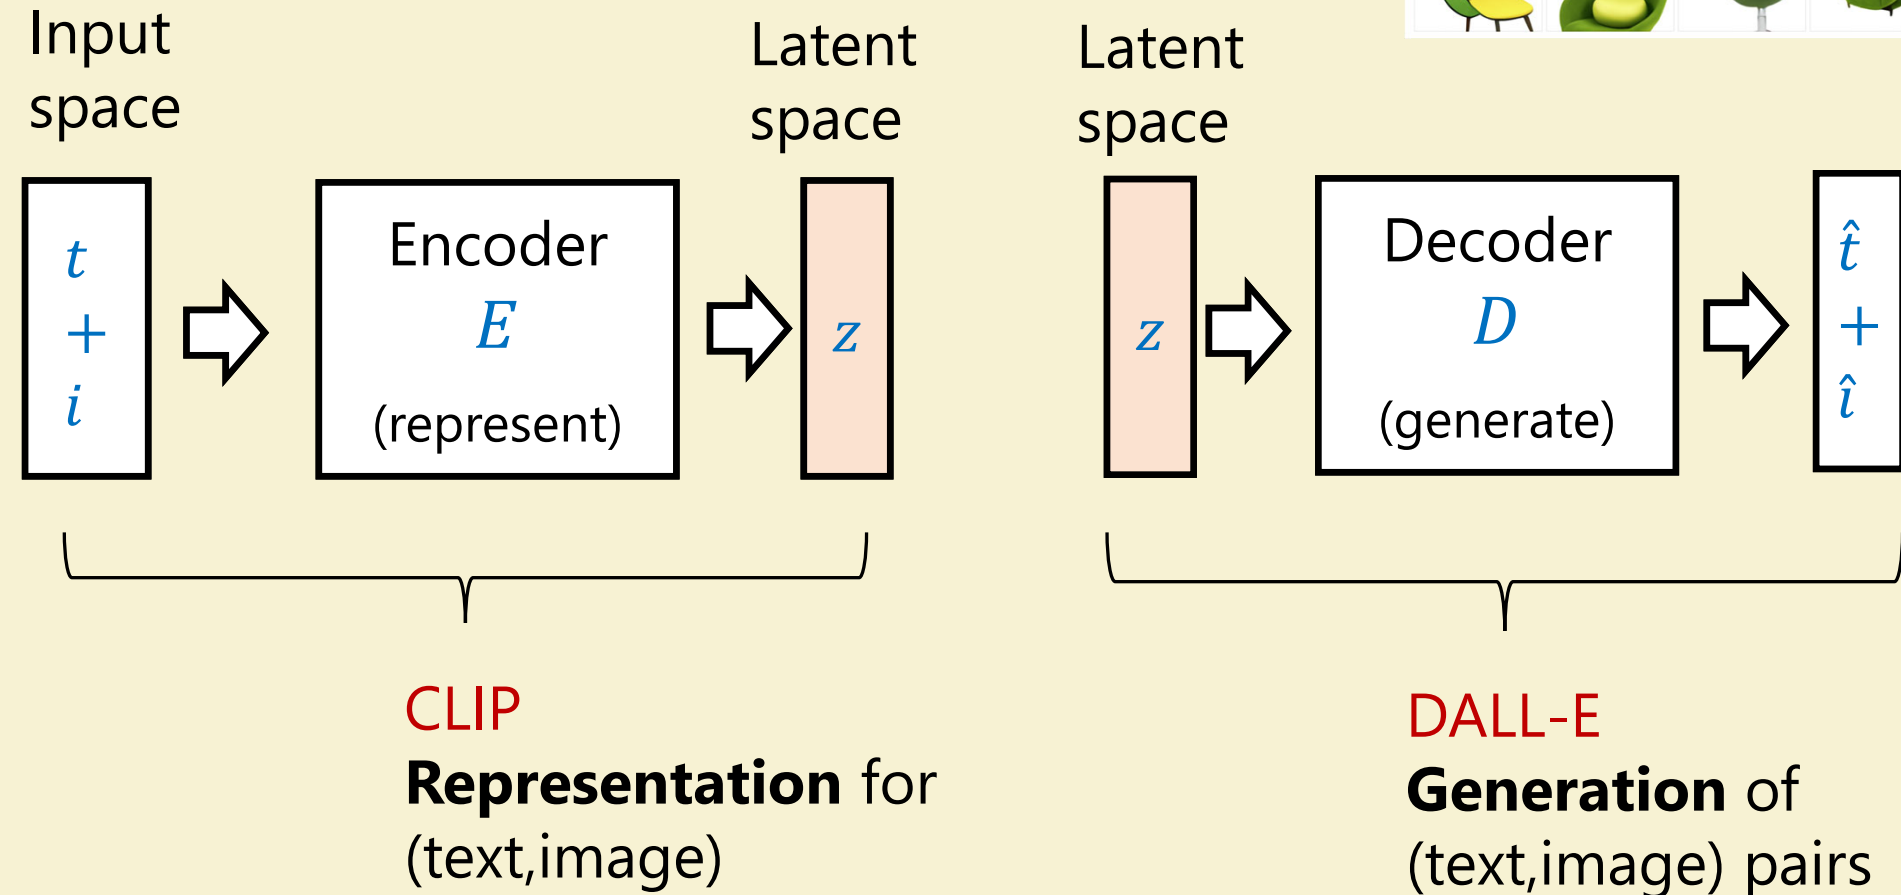 Input
space
Latent
space
Latent
space
t
+
i
Encoder
E
(represent)
z
z
Decoder
D
(generate)
t̂
+
î
CLIP
Representation for
(text,image)
DALL-E
Generation of
(text,image) pairs